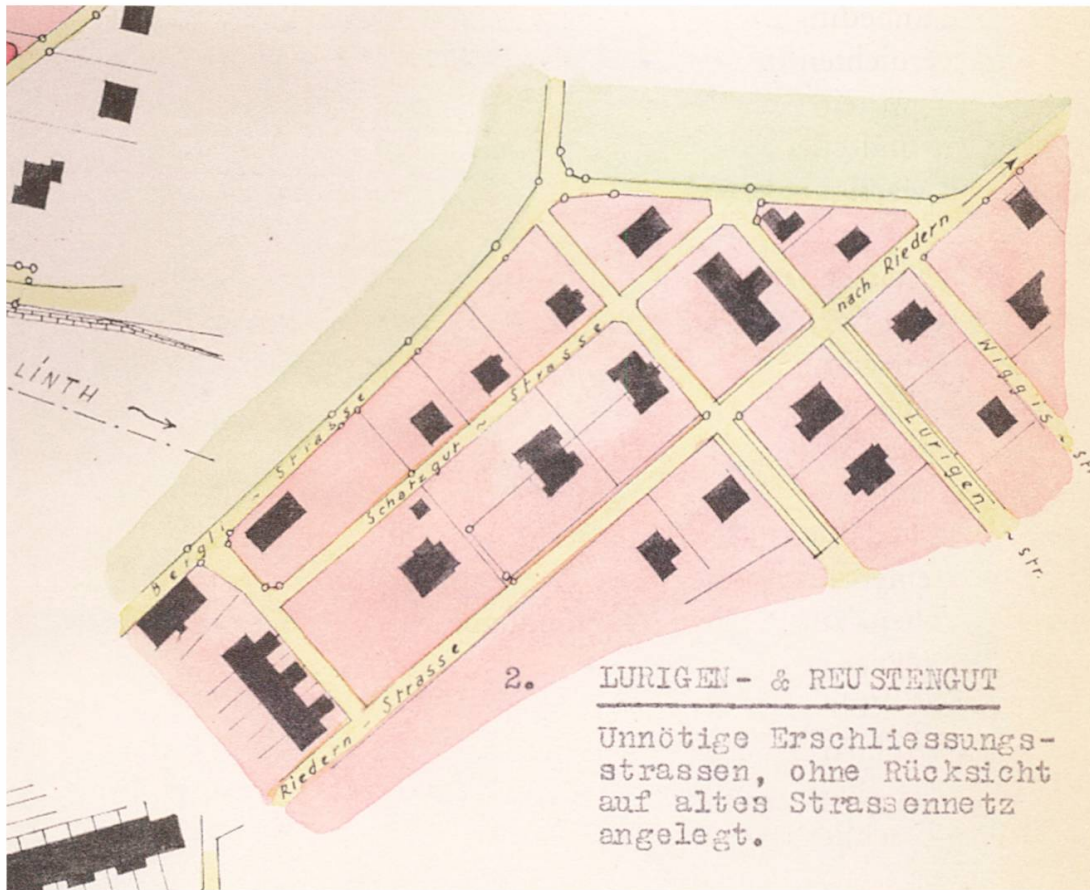 nach Riedern
Wiggis - str.
LINTH
Bergli - Strasse
Schatzgut ~ Strasse
Lurigen ~ str.
Riedern - Strasse
2. LURIGEN- & REUSTENGUT
Unnötige Erschliessungs-
strassen, ohne Rücksicht
auf altes Strassennetz
angelegt.